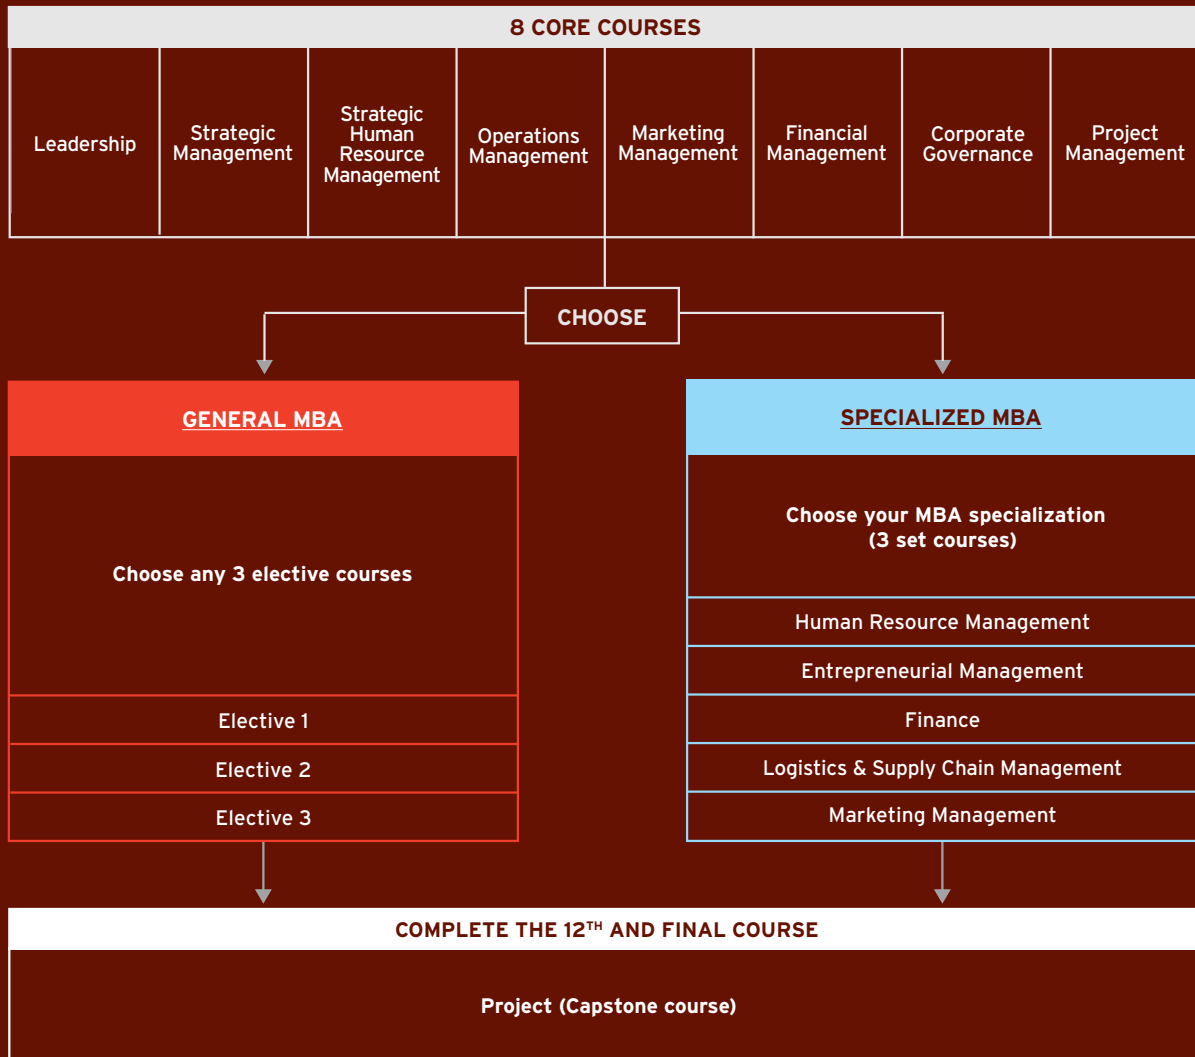 8 CORE COURSES
Leadership
Strategic
Management
Strategic
Human
Resource
Management
Operations
Management
Marketing
Management
Financial
Management
Corporate
Governance
Project
Management
CHOOSE
GENERAL MBA
Choose any 3 elective courses
Elective 1
Elective 2
Elective 3
SPECIALIZED MBA
Choose your MBA specialization
(3 set courses)
Human Resource Management
Entrepreneurial Management
Finance
Logistics & Supply Chain Management
Marketing Management
COMPLETE THE 12TH AND FINAL COURSE
Project (Capstone course)